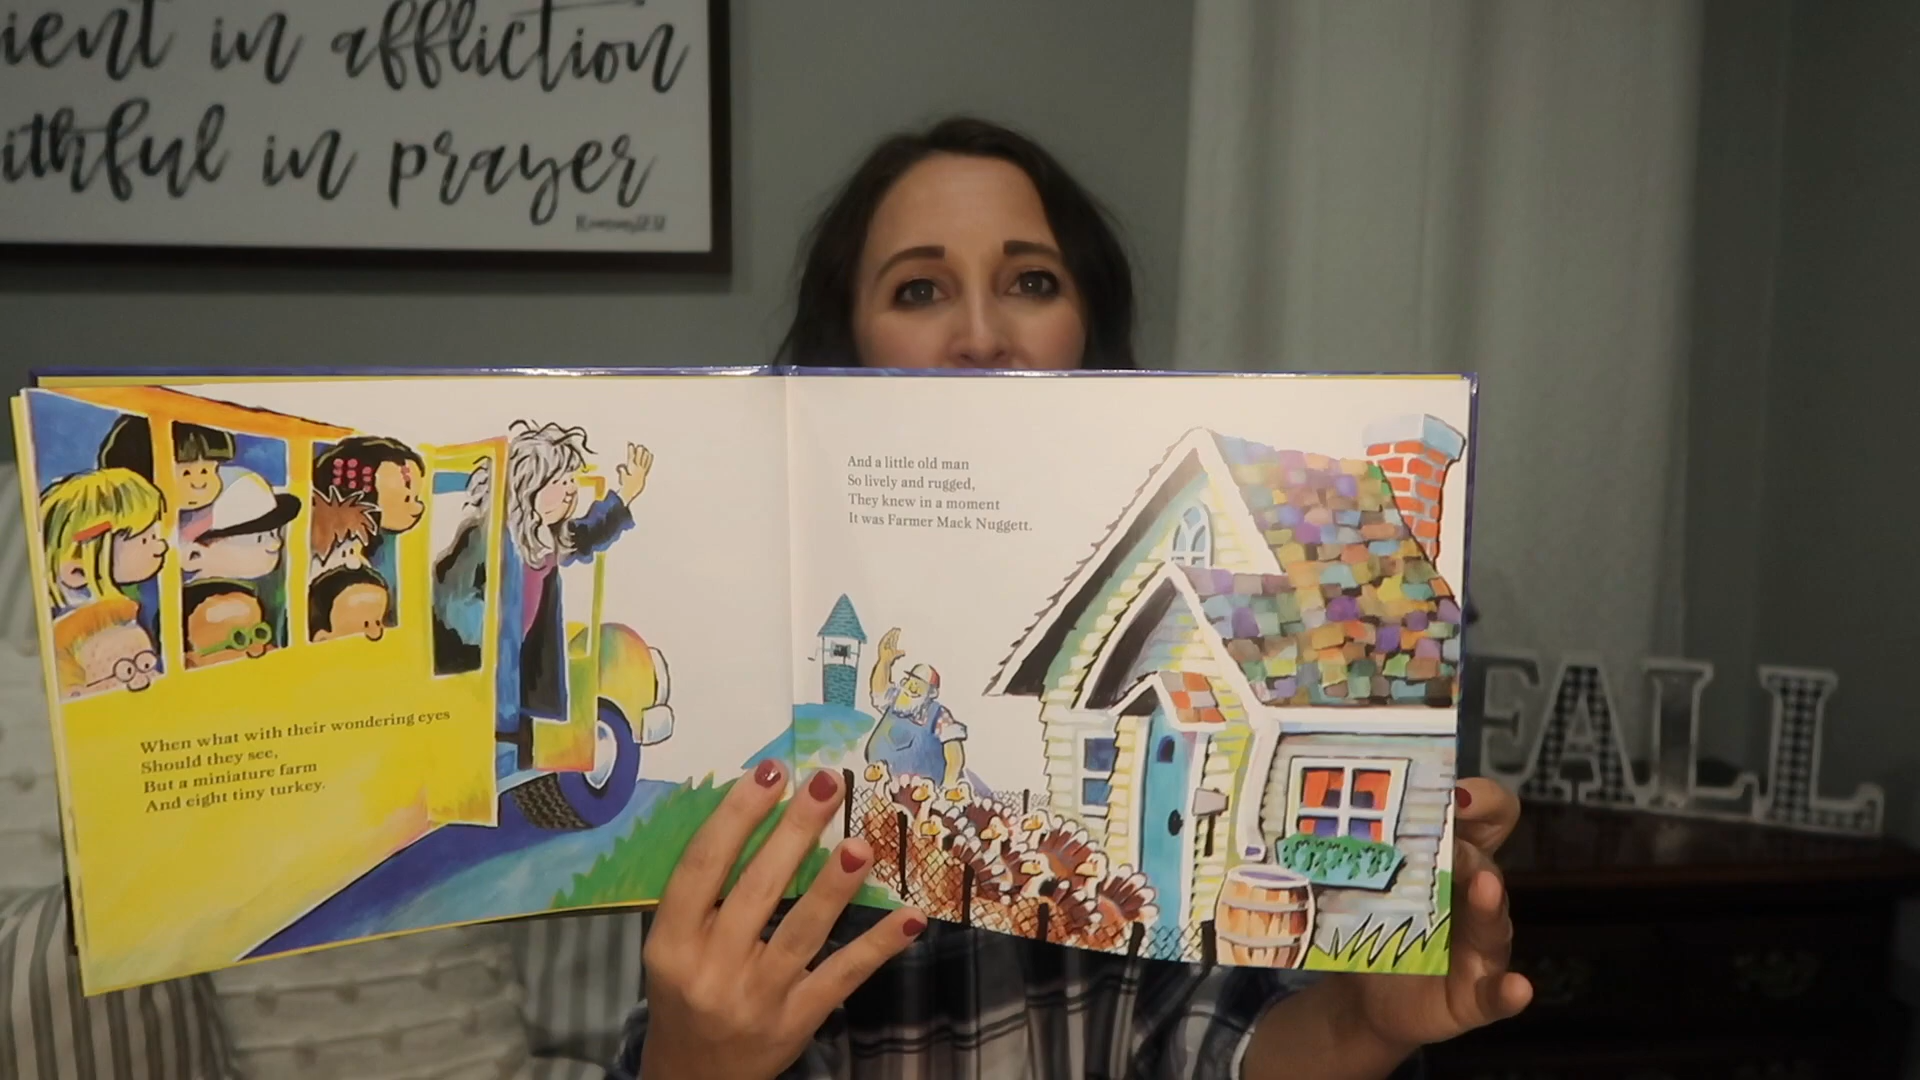 ient in affliction
ithful in prayer
When what with their wondering eyes
Should they see,
But a miniature farm
And eight tiny turkey.
And a little old man
So lively and rugged,
They knew in a moment
It was Farmer Mack Nuggett.
FALL